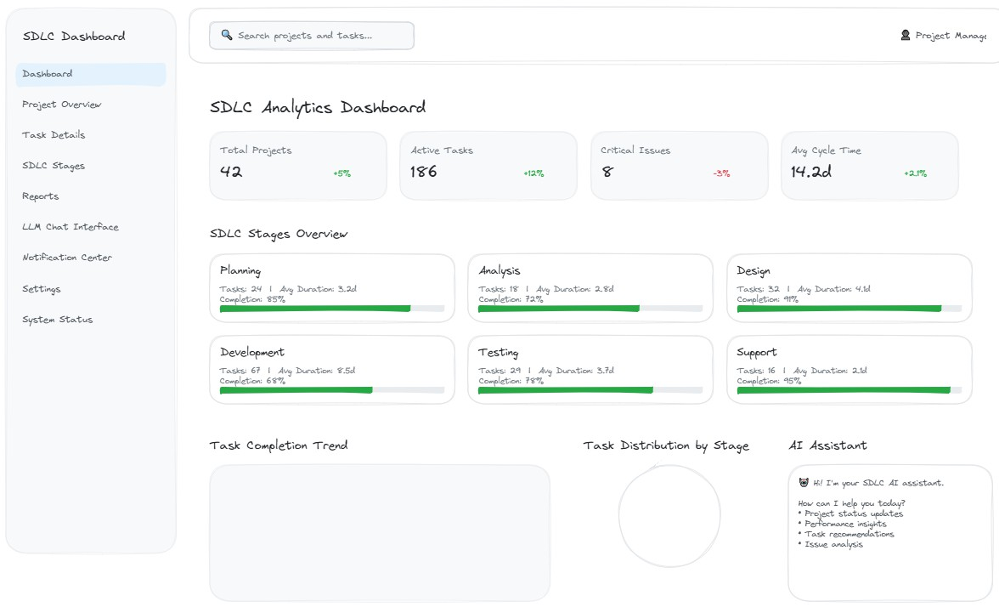 SDLC Dashboard
Dashboard
Project Overview
Task Details
SDLC Stages
Reports
LLM Chat Interface
Notification Center
Settings
System Status
Search projects and tasks...
Project Manage
SDLC Analytics Dashboard
Total Projects
42 +5%
Active Tasks
186 +12%
Critical Issues
8 -3%
Avg Cycle Time
14.2d +2.1%
SDLC Stages Overview
Planning
Tasks: 24 | Avg Duration: 3.2d
Completion: 85%
Analysis
Tasks: 18 | Avg Duration: 2.8d
Completion: 72%
Design
Tasks: 32 | Avg Duration: 4.1d
Completion: 91%
Development
Tasks: 67 | Avg Duration: 8.5d
Completion: 68%
Testing
Tasks: 29 | Avg Duration: 3.7d
Completion: 78%
Support
Tasks: 16 | Avg Duration: 2.1d
Completion: 95%
Task Completion Trend
Task Distribution by Stage
AI Assistant
Hi! I'm your SDLC AI assistant.
How can I help you today?
• Project status updates
• Performance insights
• Task recommendations
• Issue analysis